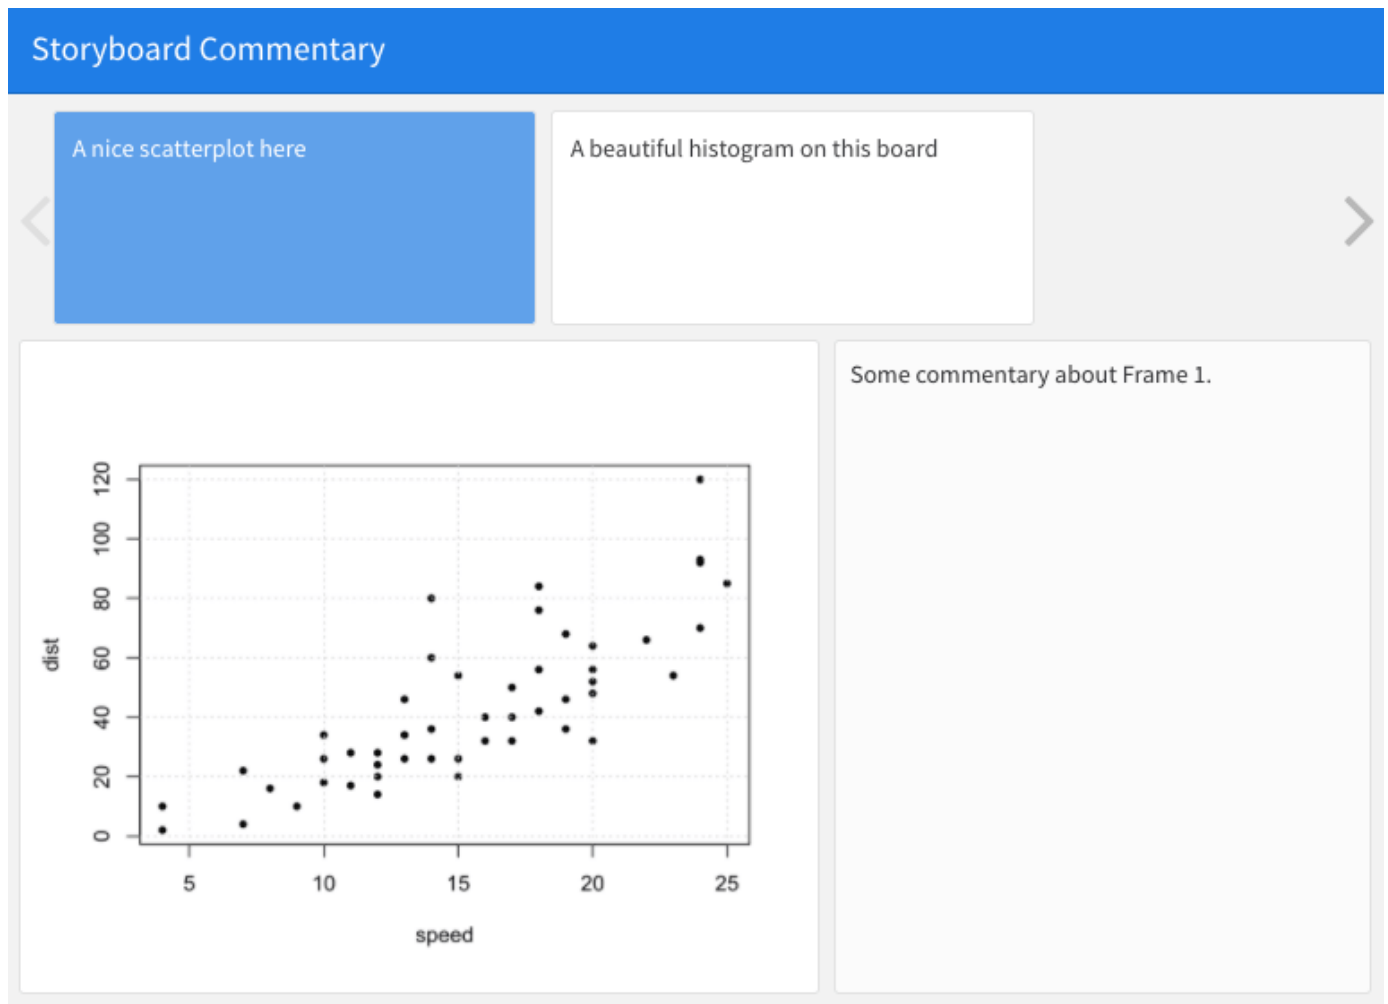 Storyboard Commentary
A nice scatterplot here
A beautiful histogram on this board
Some commentary about Frame 1.
120
100
80
60
40
20
0
dist
5 10 15 20 25
speed